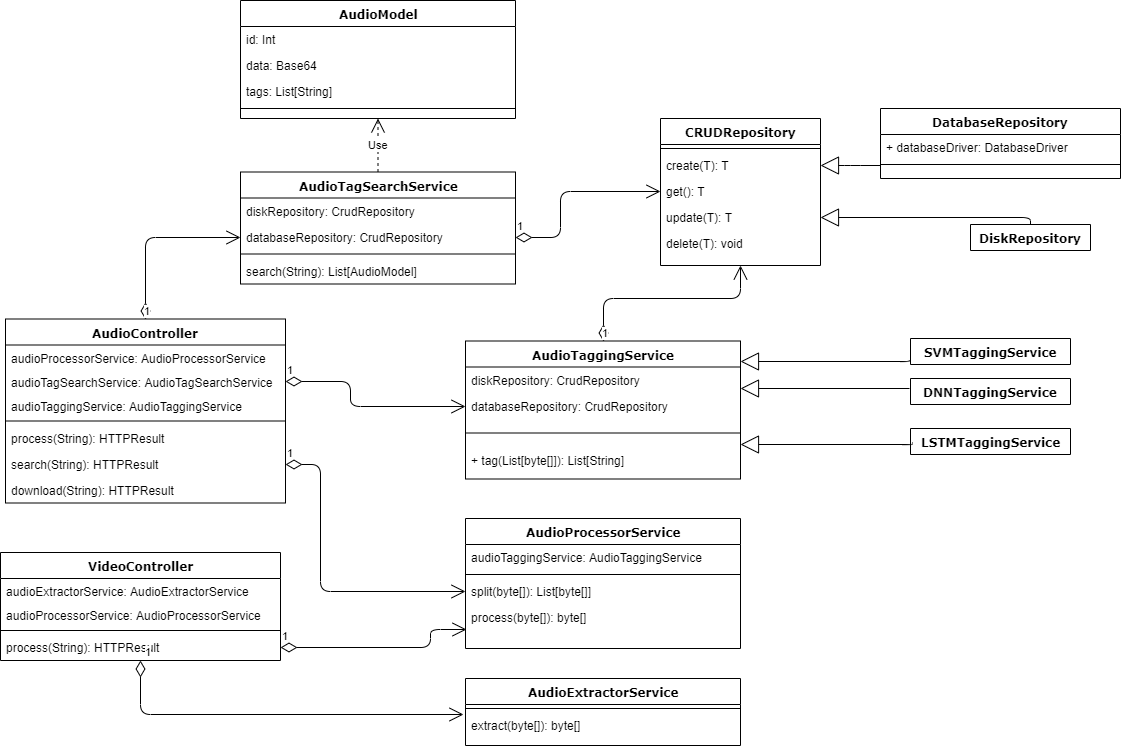 AudioModel
id: Int
data: Base64
tags: List[String]
Use
AudioTagSearchService
diskRepository: CrudRepository
databaseRepository: CrudRepository
search(String): List[AudioModel]
1
CRUDRepository
create(T): T
get(): T
update(T): T
delete(T): void
DatabaseRepository
+ databaseDriver: DatabaseDriver
DiskRepository
1
AudioController
audioProcessorService: AudioProcessorService
audioTagSearchService: AudioTagSearchService
audioTaggingService: AudioTaggingService
process(String): HTTPResult
search(String): HTTPResult
download(String): HTTPResult
1
1
1
AudioTaggingService
diskRepository: CrudRepository
databaseRepository: CrudRepository
+ tag(List[byte[]]): List[String]
SVMTaggingService
DNNTaggingService
LSTMTaggingService
AudioProcessorService
audioTaggingService: AudioTaggingService
split(byte[]): List[byte[]]
process(byte[]): byte[]
VideoController
audioExtractorService: AudioExtractorService
audioProcessorService: AudioProcessorService
process(String): HTTPResult
1
1
AudioExtractorService
extract(byte[]): byte[]